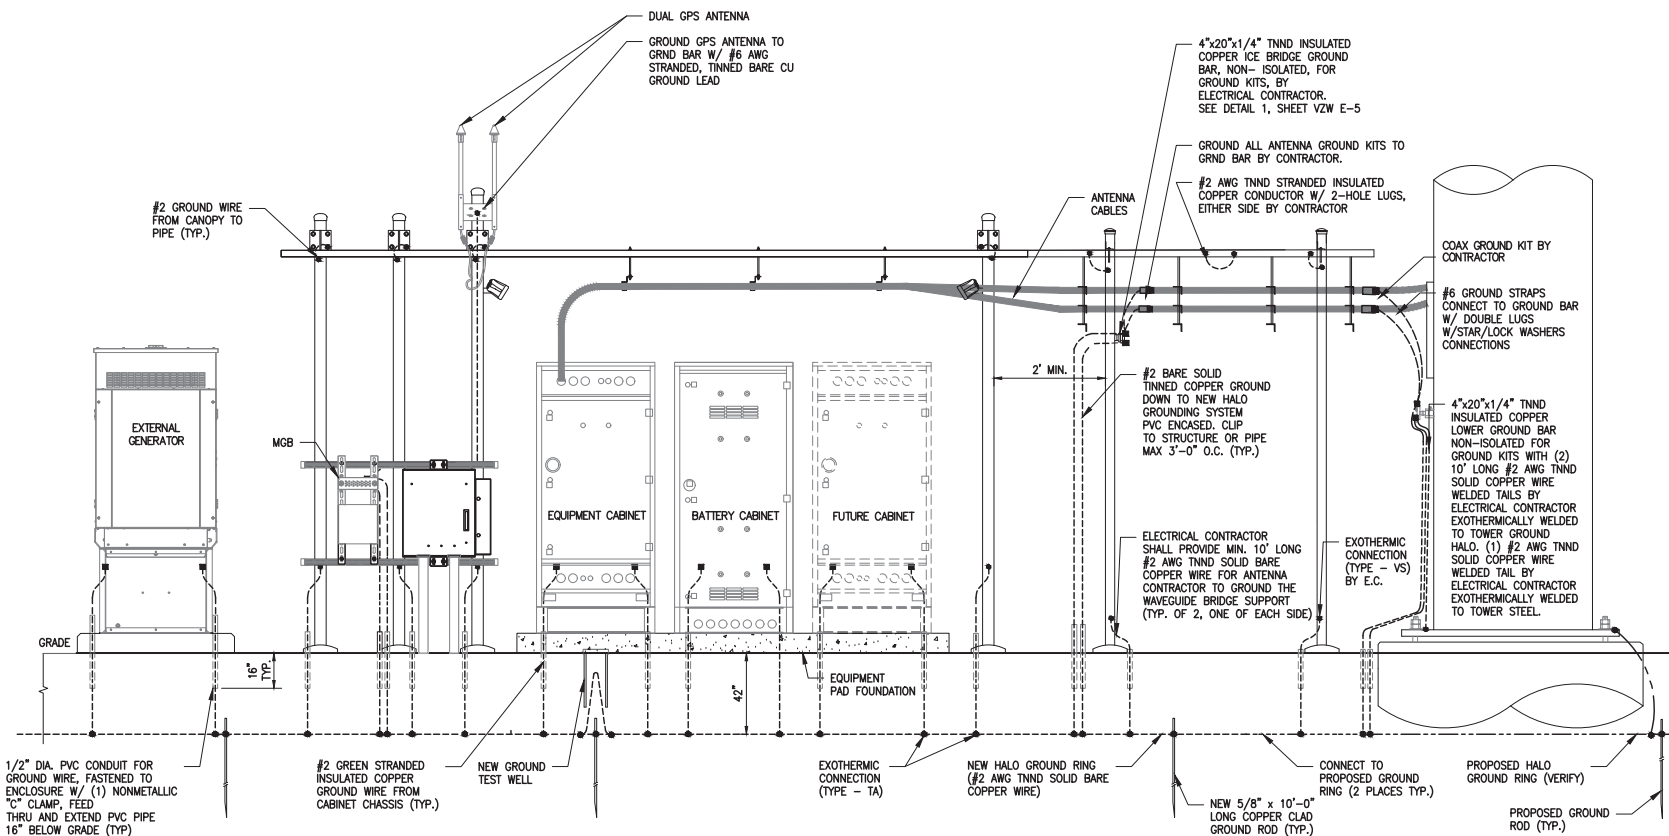 DUAL GPS ANTENNA
GROUND GPS ANTENNA TO
GRND BAR W/ #6 AWG
STRANDED, TINNED BARE CU
GROUND LEAD
4"x20"x1/4" TNND INSULATED
COPPER ICE BRIDGE GROUND
BAR, NON- ISOLATED, FOR
GROUND KITS, BY
ELECTRICAL CONTRACTOR.
SEE DETAIL 1, SHEET VZW E-5
GROUND ALL ANTENNA GROUND KITS TO
GRND BAR BY CONTRACTOR.
#2 AWG TNND STRANDED INSULATED
COPPER CONDUCTOR W/ 2-HOLE LUGS,
EITHER SIDE BY CONTRACTOR
ANTENNA
CABLES
#2 GROUND WIRE
FROM CANOPY TO
PIPE (TYP.)
COAX GROUND KIT BY
CONTRACTOR
#6 GROUND STRAPS
CONNECT TO GROUND BAR
W/ DOUBLE LUGS
W/STAR/LOCK WASHERS
CONNECTIONS
2' MIN.
#2 BARE SOLID
TINNED COPPER GROUND
DOWN TO NEW HALO
GROUNDING SYSTEM
PVC ENCASED. CLIP
TO STRUCTURE OR PIPE
MAX 3'-0" O.C. (TYP.)
4"x20"x1/4" TNND
INSULATED COPPER
LOWER GROUND BAR
NON-ISOLATED FOR
GROUND KITS WITH (2)
10' LONG #2 AWG TNND
SOLID COPPER WIRE
WELDED TAILS BY
ELECTRICAL CONTRACTOR
EXOTHERMICALLY WELDED
TO TOWER GROUND
HALO. (1) #2 AWG TNND
SOLID COPPER WIRE
WELDED TAIL BY
ELECTRICAL CONTRACTOR
EXOTHERMICALLY WELDED
TO TOWER STEEL.
EXTERNAL
GENERATOR
MGB
EQUIPMENT CABINET
BATTERY CABINET
FUTURE CABINET
ELECTRICAL CONTRACTOR
SHALL PROVIDE MIN. 10' LONG
#2 AWG TNND SOLID BARE
COPPER WIRE FOR ANTENNA
CONTRACTOR TO GROUND THE
WAVEGUIDE BRIDGE SUPPORT
(TYP. OF 2, ONE OF EACH SIDE)
EXOTHERMIC
CONNECTION
(TYPE - VS)
BY E.C.
GRADE
16"
TYP.
42"
EQUIPMENT
PAD FOUNDATION
1/2" DIA. PVC CONDUIT FOR
GROUND WIRE, FASTENED TO
ENCLOSURE W/ (1) NONMETALLIC
"C" CLAMP, FEED
THRU AND EXTEND PVC PIPE
16" BELOW GRADE (TYP)
#2 GREEN STRANDED
INSULATED COPPER
GROUND WIRE FROM
CABINET CHASSIS (TYP.)
NEW GROUND
TEST WELL
EXOTHERMIC
CONNECTION
(TYPE - TA)
NEW HALO GROUND RING
(#2 AWG TNND SOLID BARE
COPPER WIRE)
NEW 5/8" x 10'-0"
LONG COPPER CLAD
GROUND ROD (TYP.)
CONNECT TO
PROPOSED GROUND
RING (2 PLACES TYP.)
PROPOSED HALO
GROUND RING (VERIFY)
PROPOSED GROUND
ROD (TYP.)